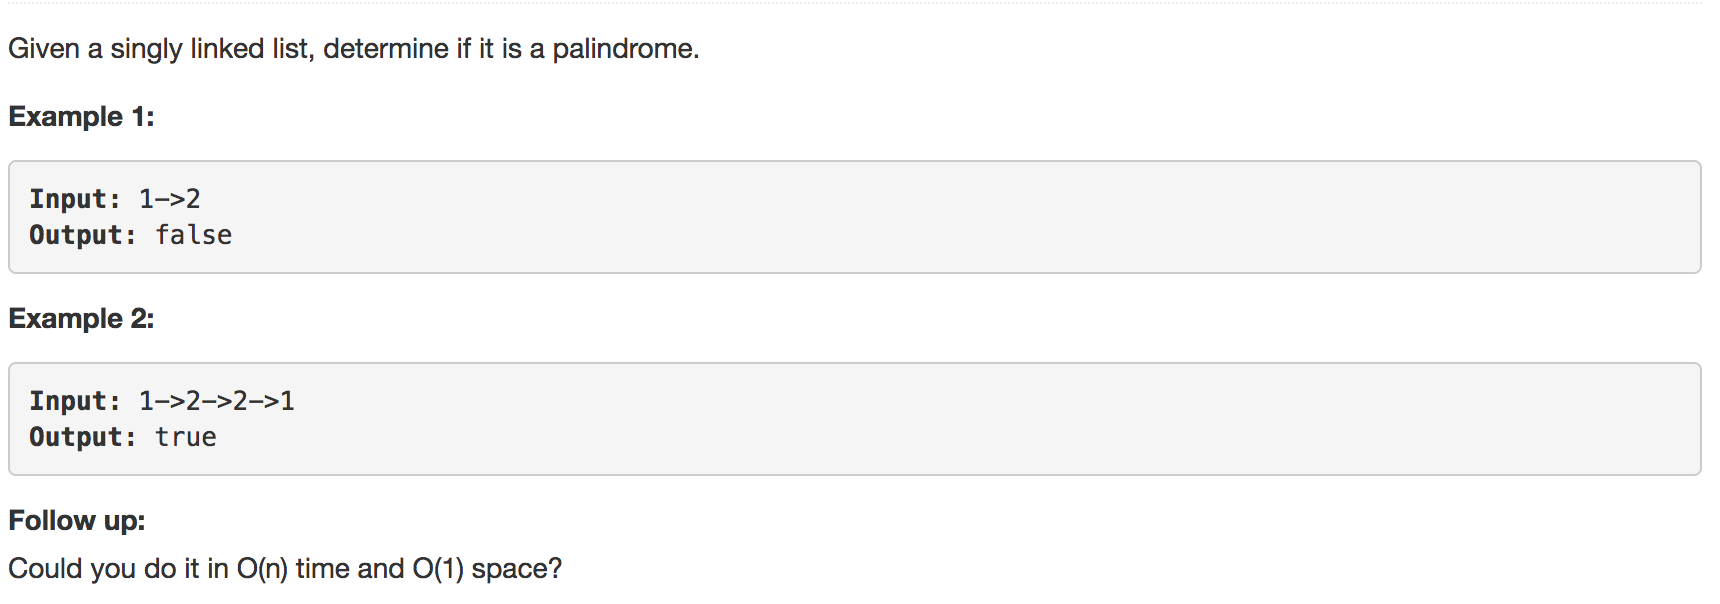 Given a singly linked list, determine if it is a palindrome.
Example 1:
Input: 1->2
Output: false
Example 2:
Input: 1->2->2->1
Output: true
Follow up:
Could you do it in O(n) time and O(1) space?